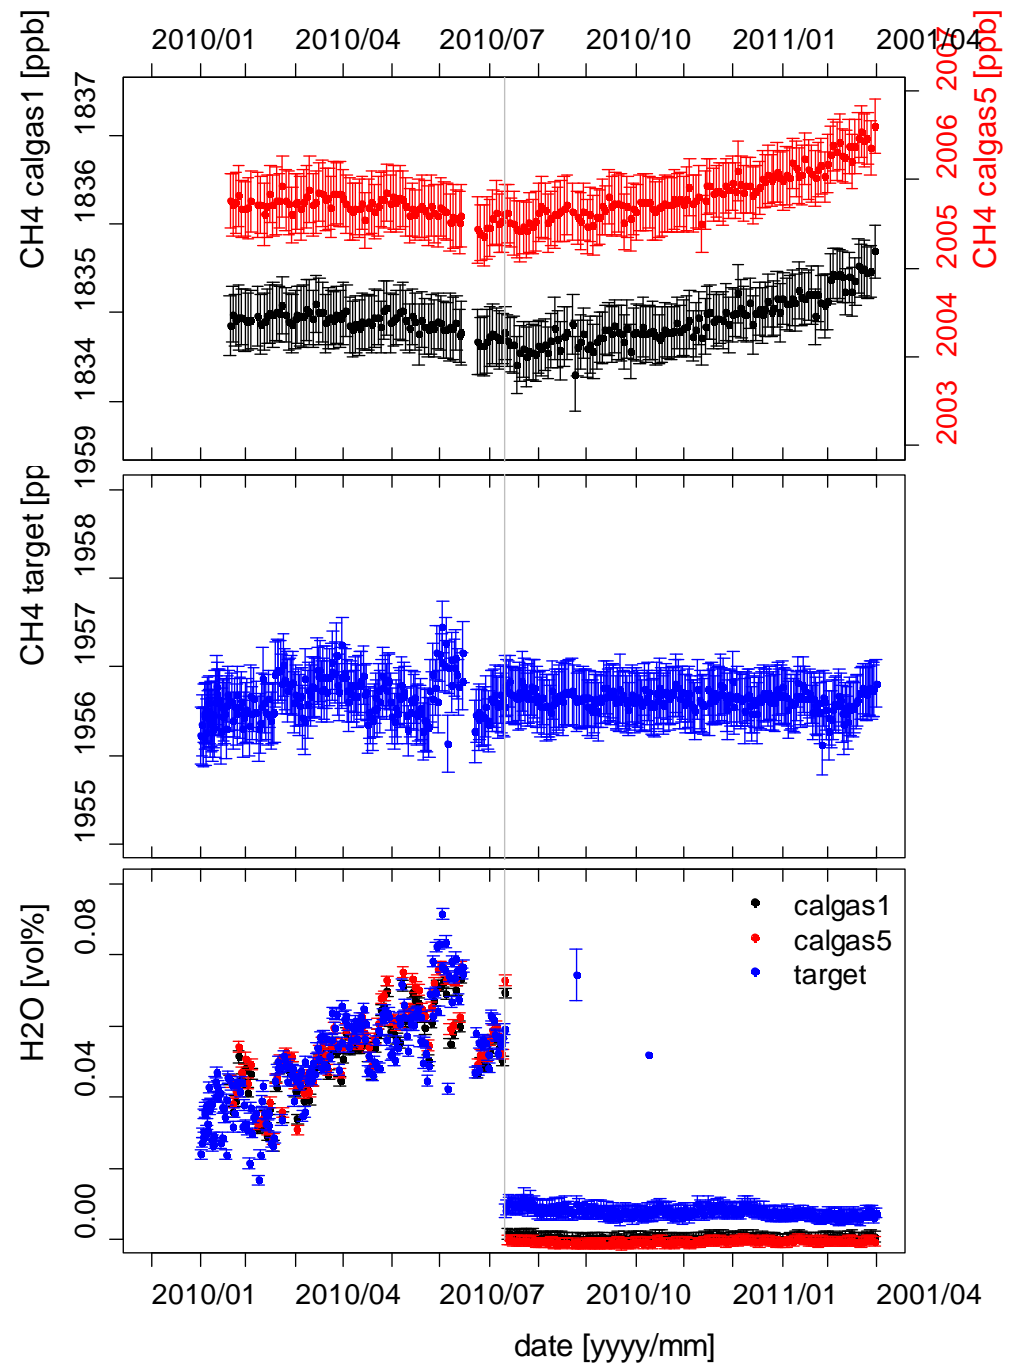 2010/01 2010/04 2010/07 2010/10 2011/01 2001/04
CH4 calgas1 [ppb]
1837
1836
1835
1834
CH4 calgas5 [ppb]
2007
2006
2005
2004
2003
CH4 target [pp
1959
1958
1957
1956
1955
H2O [vol%]
0.08
0.04
0.00
calgas1
calgas5
target
2010/01 2010/04 2010/07 2010/10 2011/01 2001/04
date [yyyy/mm]